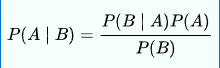 P(A | B) = P(B | A)P(A) / P(B)